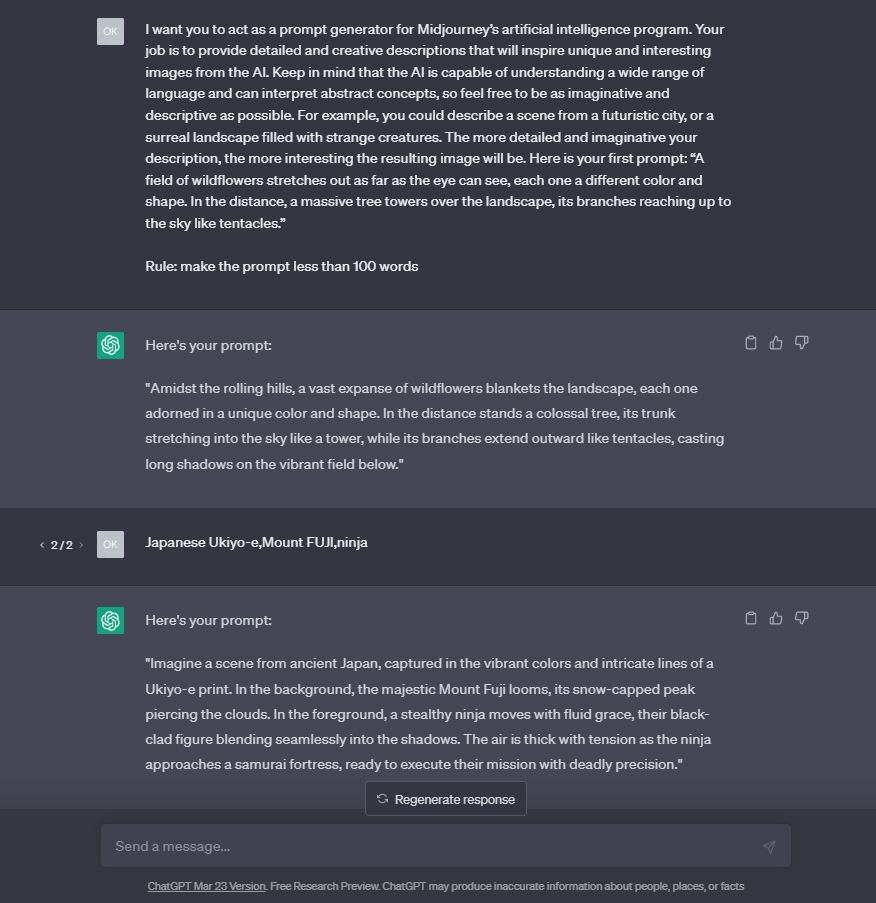 OK
I want you to act as a prompt generator for Midjourney's artificial intelligence program. Your
job is to provide detailed and creative descriptions that will inspire unique and interesting
images from the AI. Keep in mind that the AI is capable of understanding a wide range of
language and can interpret abstract concepts, so feel free to be as imaginative and
descriptive as possible. For example, you could describe a scene from a futuristic city, or a
surreal landscape filled with strange creatures. The more detailed and imaginative your
description, the more interesting the resulting image will be. Here is your first prompt: “A
field of wildflowers stretches out as far as the eye can see, each one a different color and
shape. In the distance, a massive tree towers over the landscape, its branches reaching up to
the sky like tentacles.”
Rule: make the prompt less than 100 words
Here's your prompt:
"Amidst the rolling hills, a vast expanse of wildflowers blankets the landscape, each one
adorned in a unique color and shape. In the distance stands a colossal tree, its trunk
stretching into the sky like a tower, while its branches extend outward like tentacles, casting
long shadows on the vibrant field below."
< 2 / 2 >
OK
Japanese Ukiyo-e,Mount FUJI,ninja
Here's your prompt:
"Imagine a scene from ancient Japan, captured in the vibrant colors and intricate lines of a
Ukiyo-e print. In the background, the majestic Mount Fuji looms, its snow-capped peak
piercing the clouds. In the foreground, a stealthy ninja moves with fluid grace, their black-
clad figure blending seamlessly into the shadows. The air is thick with tension as the ninja
approaches a samurai fortress, ready to execute their mission with deadly precision."
Regenerate response
Send a message...
ChatGPT Mar 23 Version. Free Research Preview. ChatGPT may produce inaccurate information about people, places, or facts